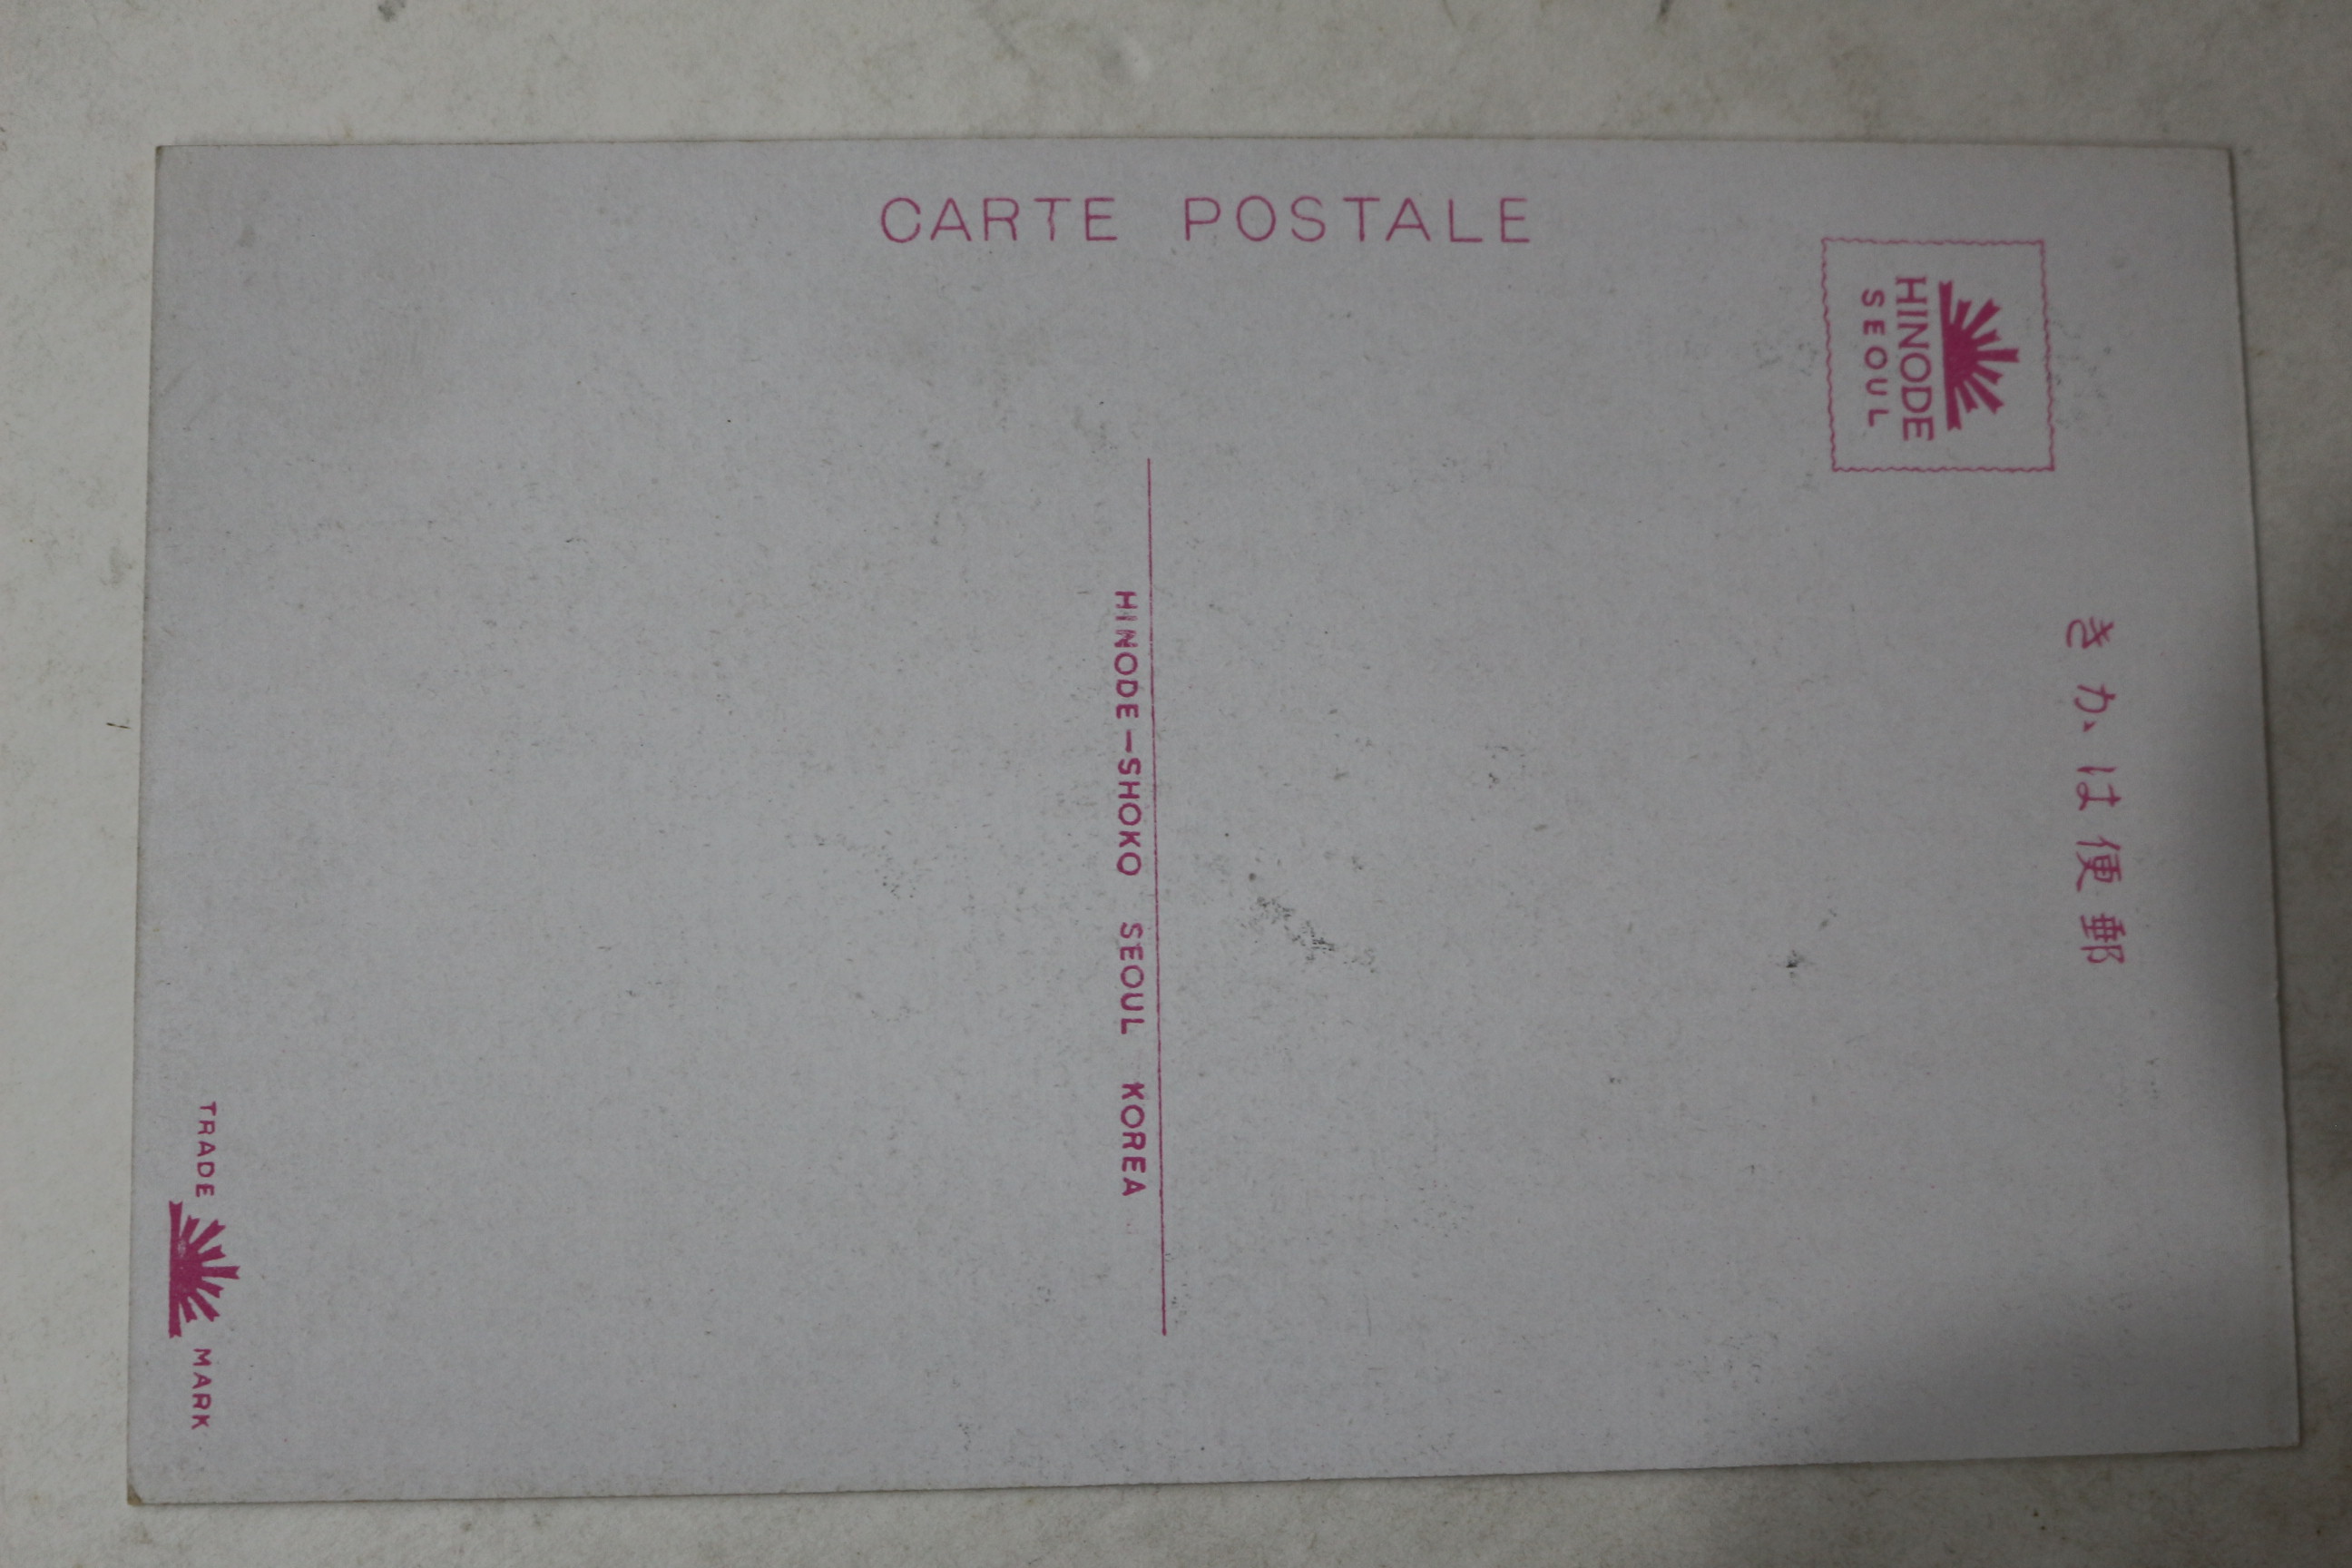 CARTE POSTALE
HINODE
SEOUL
きかは便郵
HINODE-SHOKO SEOUL KOREA
TRADE MARK